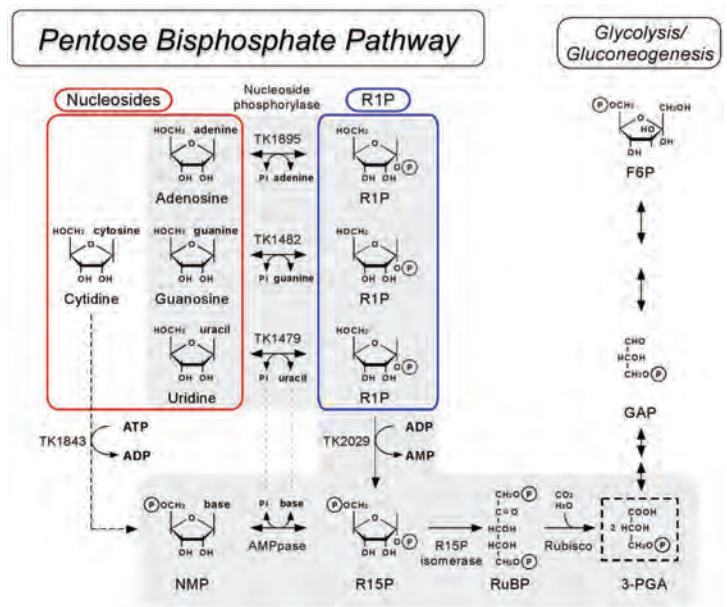 Pentose Bisphosphate Pathway
Glycolysis/
Gluconeogenesis
Nucleosides
Nucleoside
phosphorylase
R1P
HOCH₂ adenine
O
OH OH
Adenosine
TK1895
Pi adenine
HOCH₂
O
O P
OH OH
R1P
P OCH₂
O
CH₂OH
HO
OH
OH
F6P
HOCH₂ cytosine
O
OH OH
Cytidine
HOCH₂ guanine
O
OH OH
Guanosine
TK1482
Pi guanine
HOCH₂
O
O P
OH OH
R1P
HOCH₂ uracil
O
OH OH
Uridine
TK1479
Pi uracil
HOCH₂
O
O P
OH OH
R1P
CHO
HCOH
CH₂O P
GAP
TK1843
ATP
ADP
TK2029
ADP
AMP
P OCH₂ base
O
OH OH
NMP
Pi base
AMPpase
P OCH₂
O
O P
OH OH
R15P
R15P
isomerase
CH₂O P
C=O
HCOH
HCOH
CH₂O P
RuBP
CO₂
H₂O
Rubisco
COOH
2 HCOH
CH₂O P
3-PGA